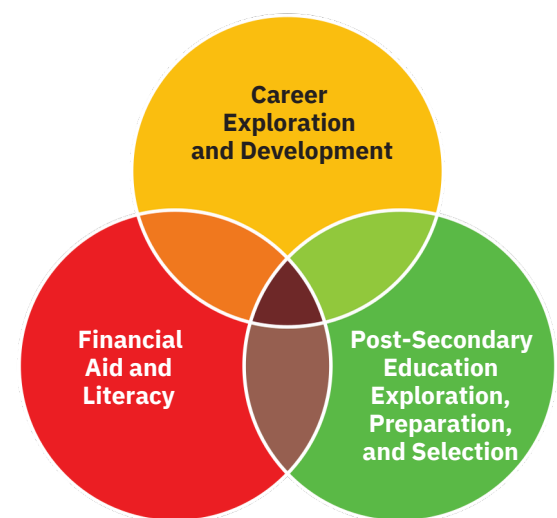 Career
Exploration
and Development
Financial
Aid and
Literacy
Post-Secondary
Education
Exploration,
Preparation,
and Selection